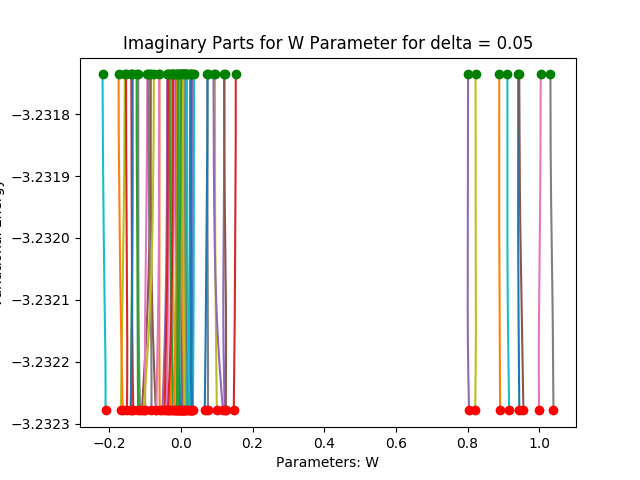 Imaginary Parts for W Parameter for delta = 0.05
−3.2318
−3.2319
−3.2320
−3.2321
−3.2322
−3.2323
−0.2 0.0 0.2 0.4 0.6 0.8 1.0
Parameters: W